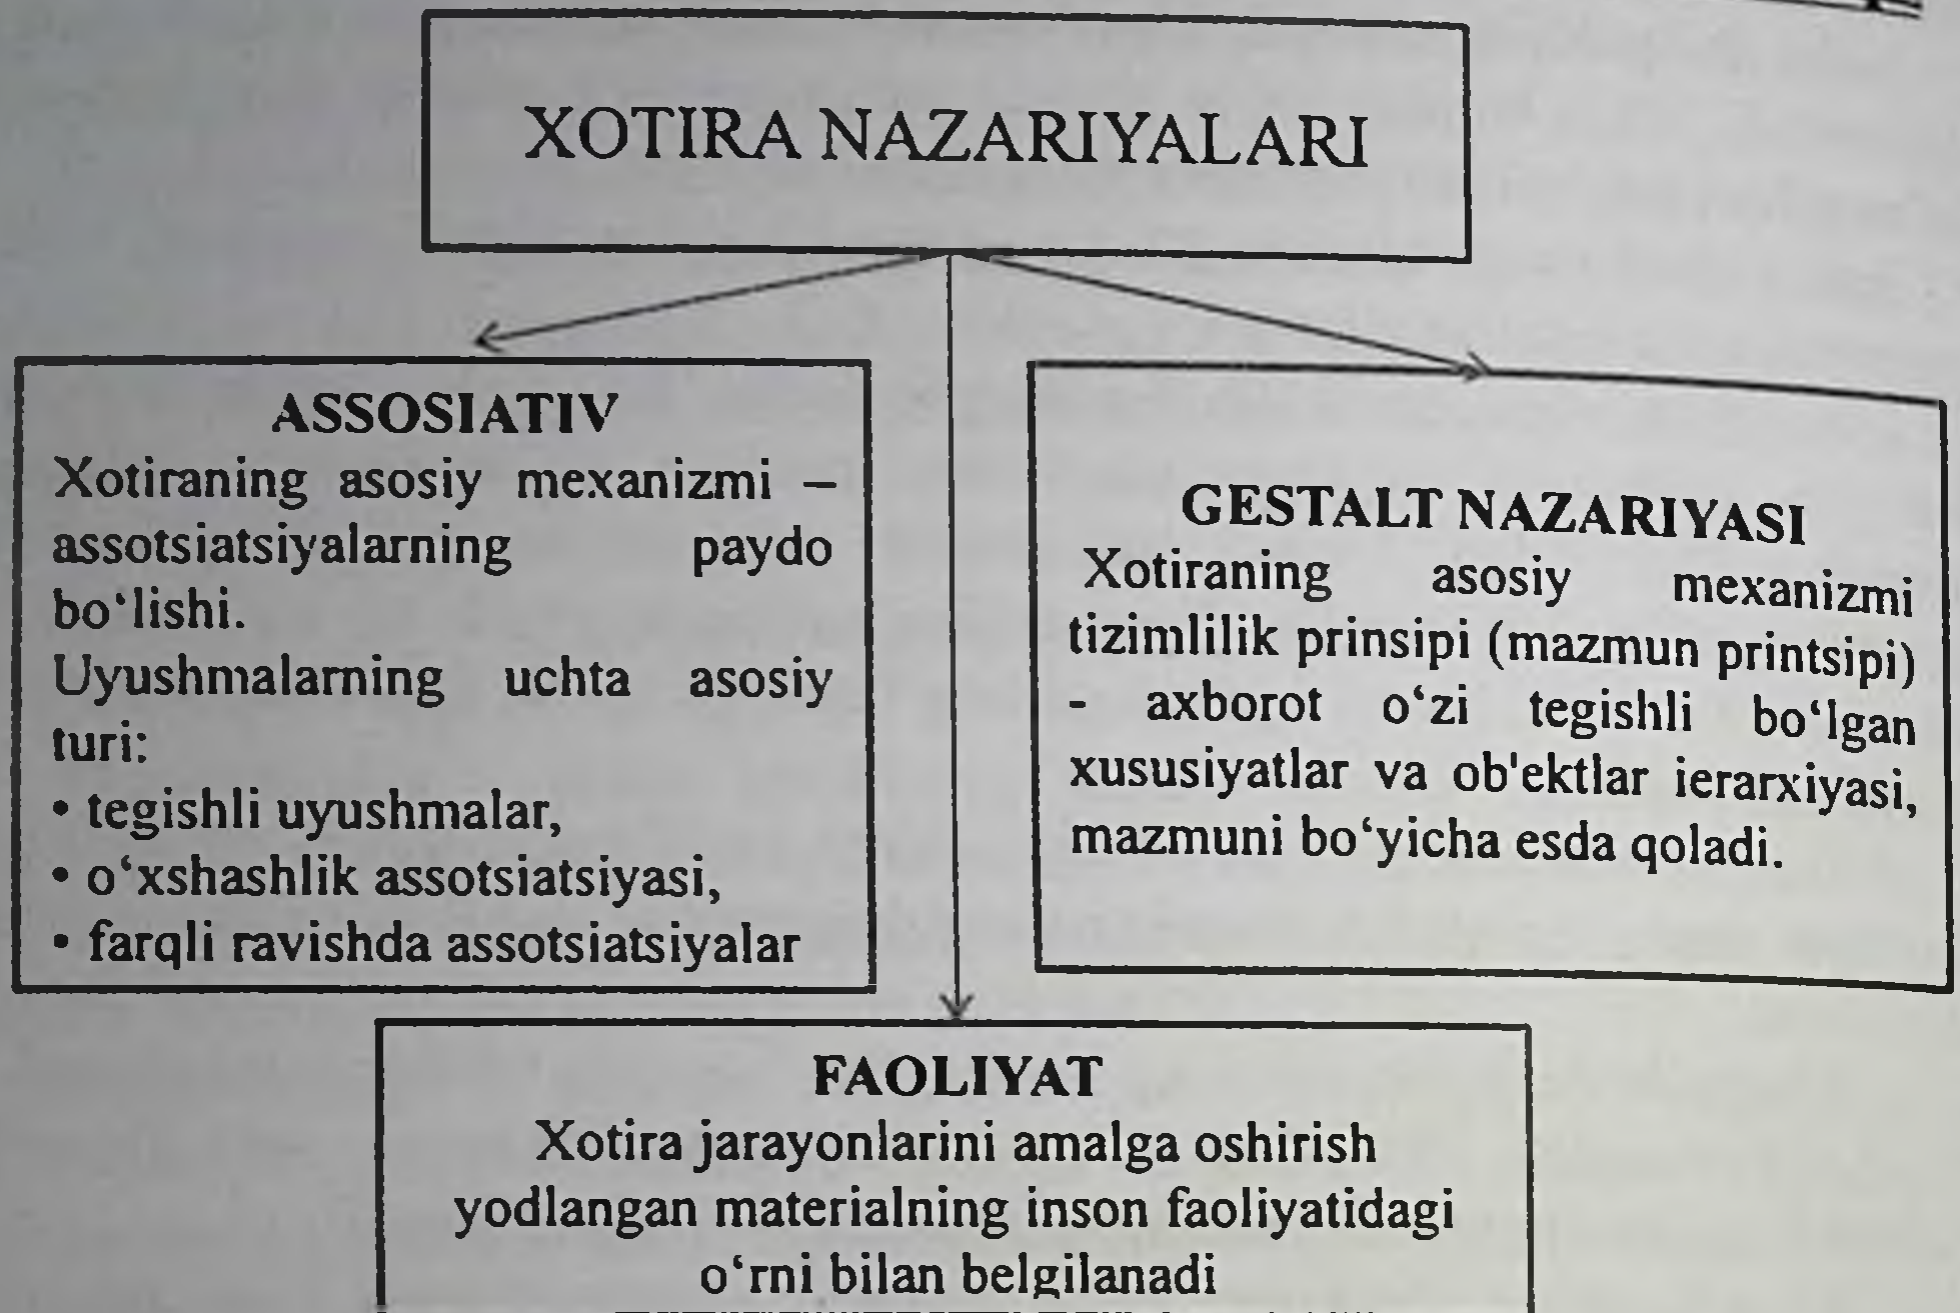 XOTIRA NAZARIYALARI
ASSOSIATIV
Xotiraning asosiy mexanizmi –
assotsiatsiyalarning paydo
bo‘lishi.
Uyushmalarning uchta asosiy
turi:
• tegishli uyushmalar,
• o‘xshashlik assotsiatsiyasi,
• farqli ravishda assotsiatsiyalar
GESTALT NAZARIYASI
Xotiraning asosiy mexanizmi
tizimlilik prinsipi (mazmun printsipi)
- axborot o‘zi tegishli bo‘lgan
xususiyatlar va ob'ektlar ierarxiyasi,
mazmuni bo‘yicha esda qoladi.
FAOLIYAT
Xotira jarayonlarini amalga oshirish
yodlangan materialning inson faoliyatidagi
o‘rni bilan belgilanadi